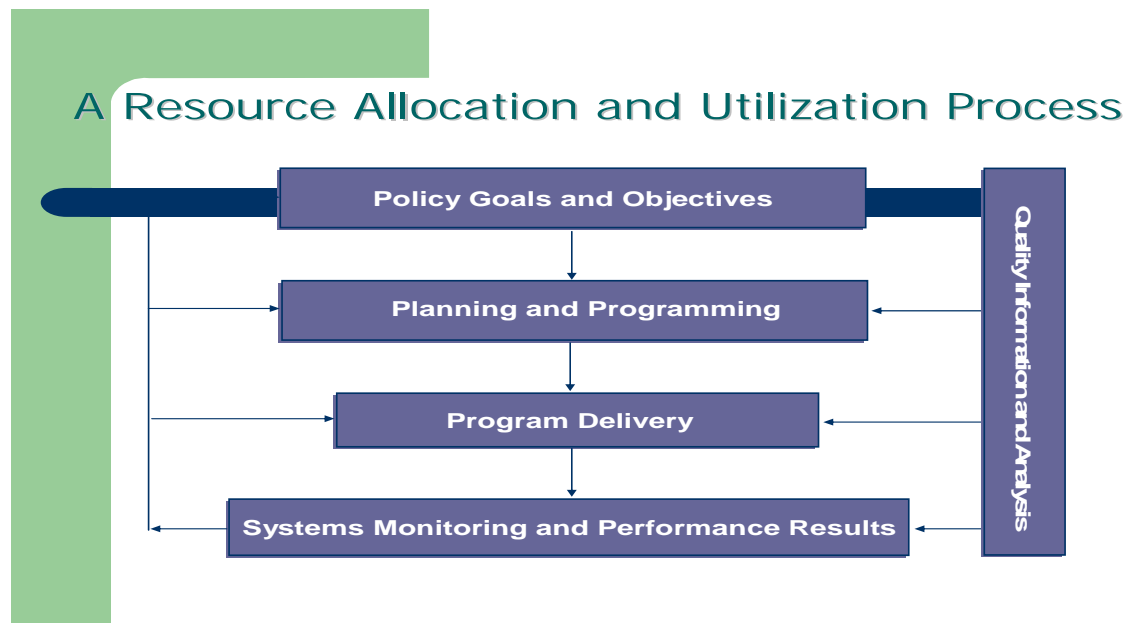 A Resource Allocation and Utilization Process
Policy Goals and Objectives
Planning and Programming
Program Delivery
Systems Monitoring and Performance Results
Quality Information and Analysis